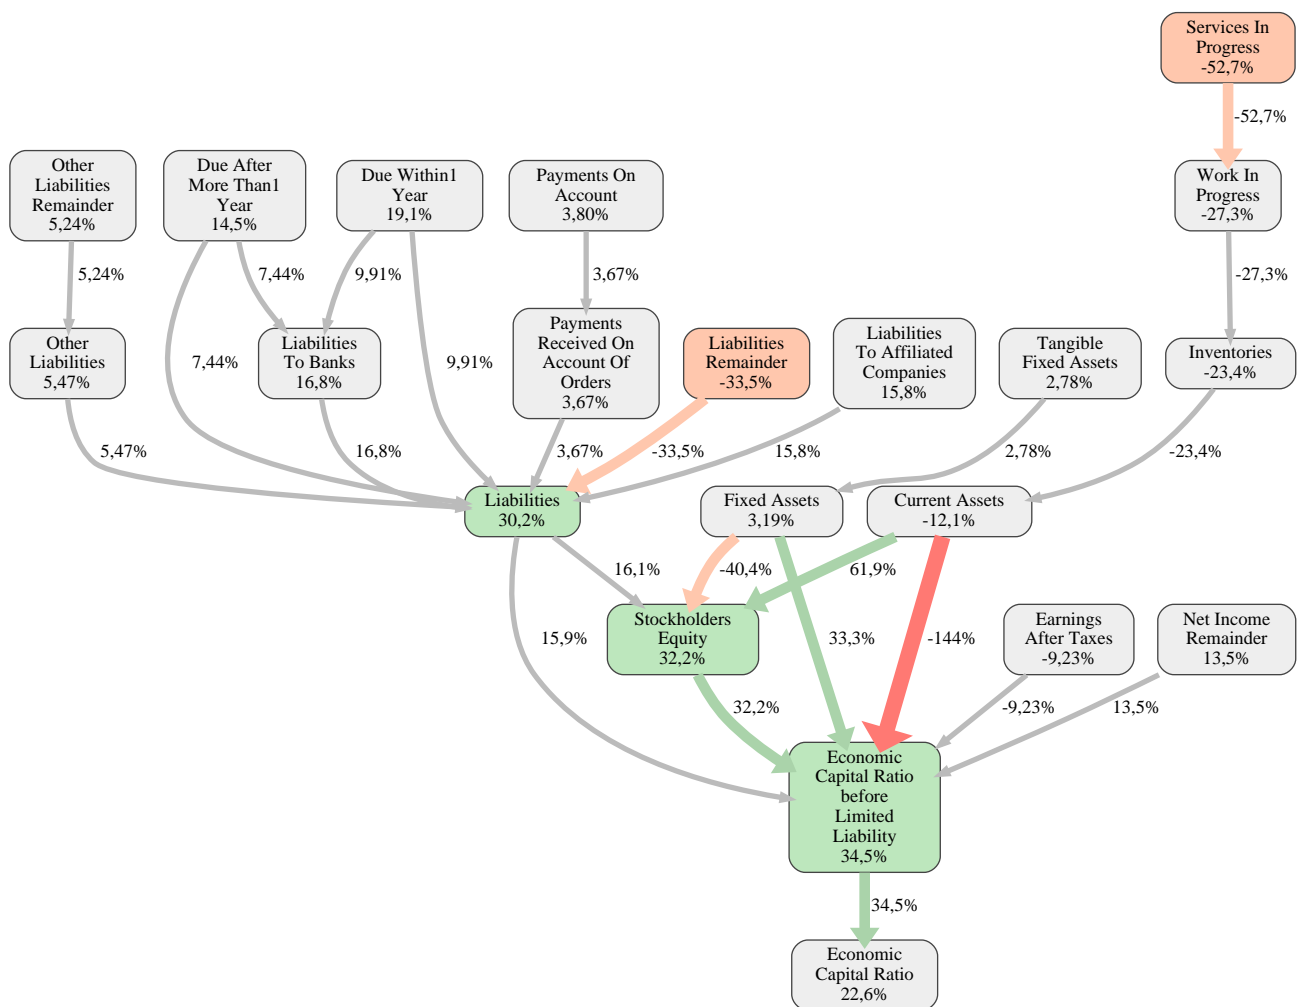 Services In
Progress
-52,7%
-52,7%
Other
Liabilities
Remainder
5,24%
Due After
More Than1
Year
14,5%
Due Within1
Year
19,1%
Payments On
Account
3,80%
Work In
Progress
-27,3%
5,24%
7,44%
9,91%
3,67%
-27,3%
Other
Liabilities
5,47%
7,44%
Liabilities
To Banks
16,8%
9,91%
Payments
Received On
Account Of
Orders
3,67%
Liabilities
Remainder
-33,5%
Liabilities
To Affiliated
Companies
15,8%
Tangible
Fixed Assets
2,78%
Inventories
-23,4%
5,47%
16,8%
3,67%
-33,5%
15,8%
2,78%
-23,4%
Liabilities
30,2%
Fixed Assets
3,19%
Current Assets
-12,1%
16,1%
-40,4%
61,9%
15,9%
Stockholders
Equity
32,2%
33,3%
-144%
Earnings
After Taxes
-9,23%
Net Income
Remainder
13,5%
32,2%
-9,23%
13,5%
Economic
Capital Ratio
before
Limited
Liability
34,5%
34,5%
Economic
Capital Ratio
22,6%